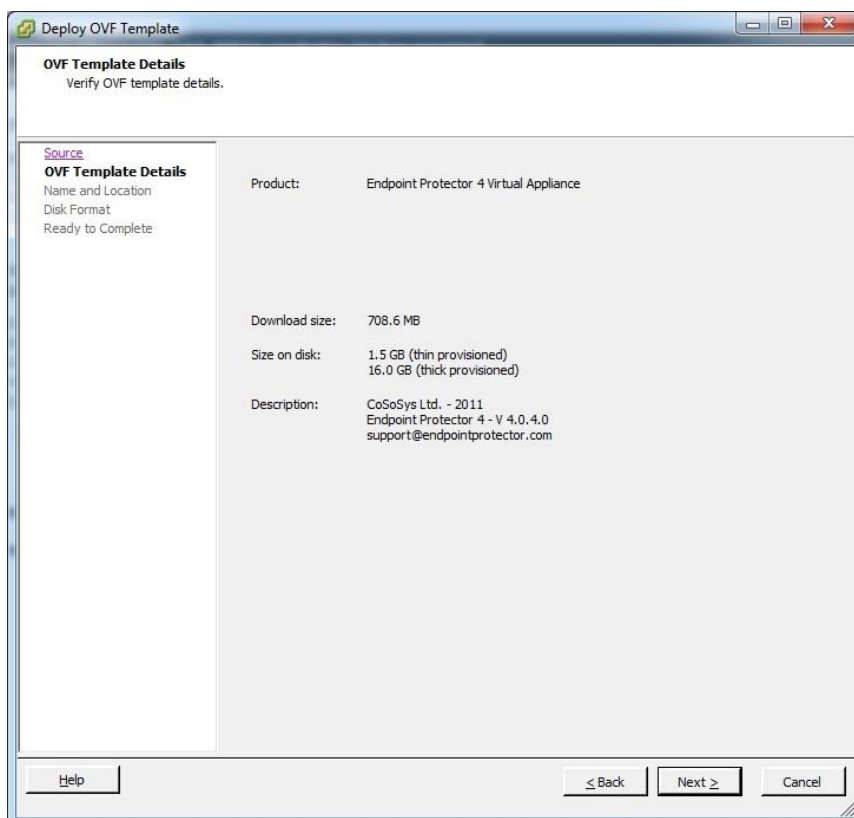 Deploy OVF Template
OVF Template Details
Verify OVF template details.
Source
OVF Template Details
Name and Location
Disk Format
Ready to Complete
Product: Endpoint Protector 4 Virtual Appliance
Download size: 708.6 MB
Size on disk: 1.5 GB (thin provisioned)
16.0 GB (thick provisioned)
Description: CoSoSys Ltd. - 2011
Endpoint Protector 4 - V 4.0.4.0
support@endpointprotector.com
Help
< Back
Next >
Cancel